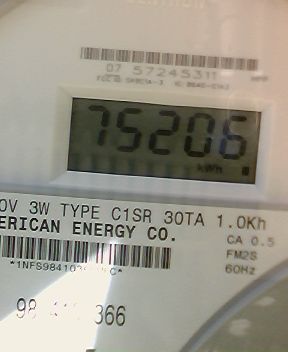 07 57245311
75206
kWh
0V 3W TYPE C1SR 30TA 1.0Kh
ERICAN ENERGY CO.
CA 0.5
FM2S
60Hz
366